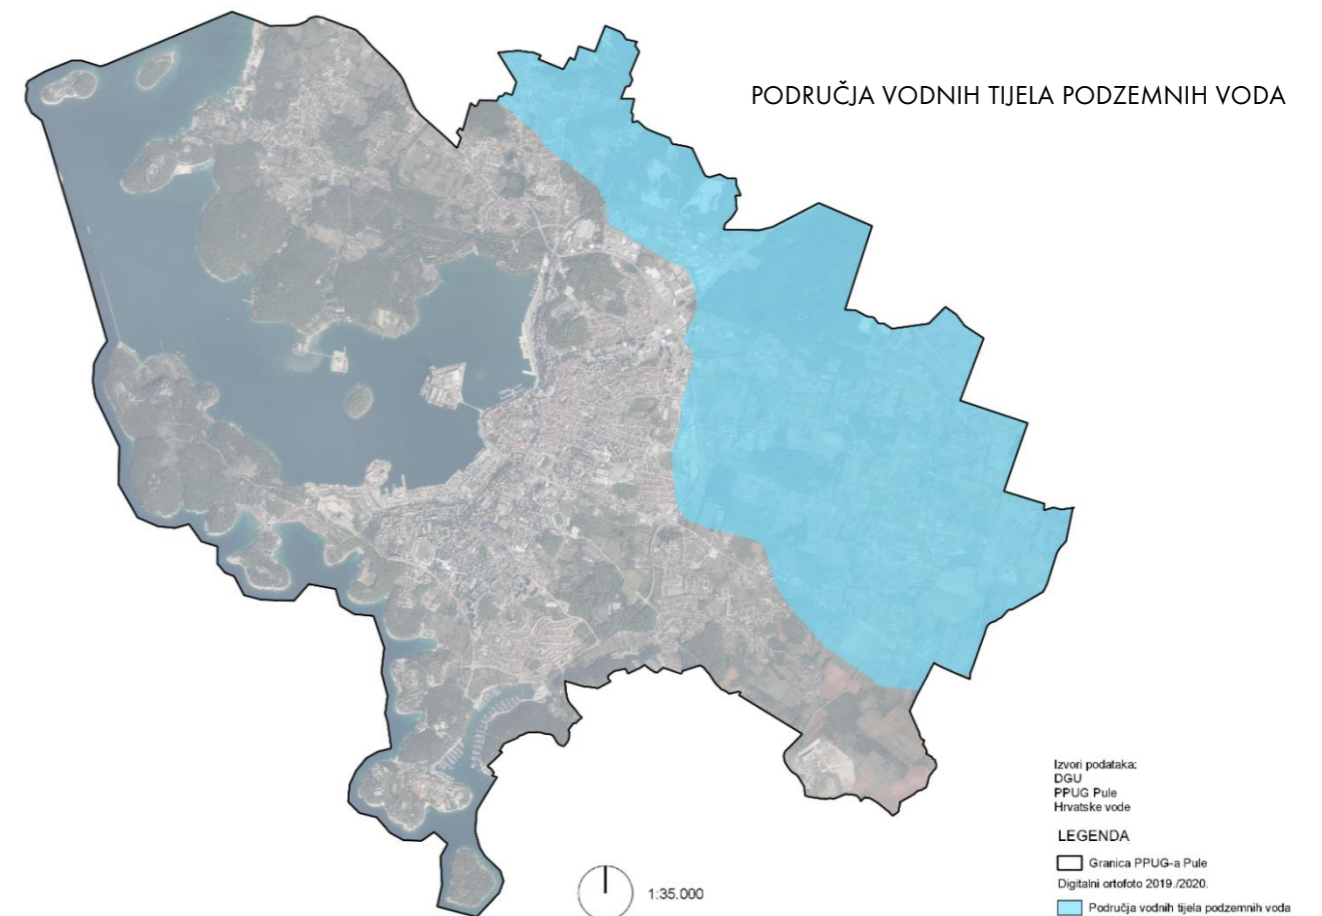 PODRUČJA VODNIH TIJELA PODZEMNIH VODA
Izvori podataka:
DGU
PPUG Pule
Hrvatske vode
LEGENDA
Granica PPUG-a Pule
Digitalni ortofoto 2019./2020.
Područja vodnih tijela podzemnih voda
1:35.000